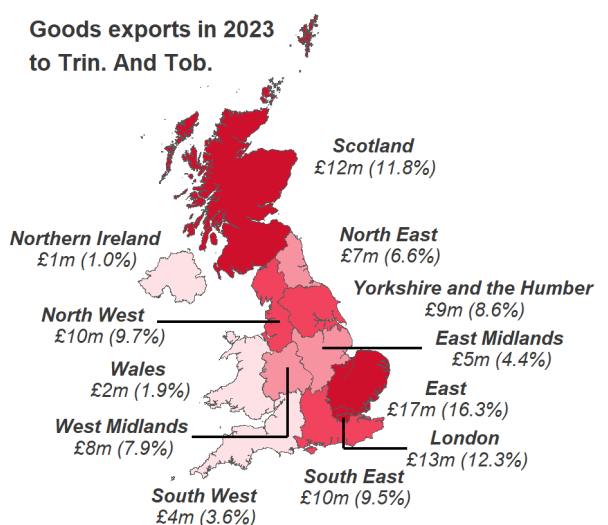 Goods exports in 2023
to Trin. And Tob.
Scotland
£12m (11.8%)
Northern Ireland
£1m (1.0%)
North East
£7m (6.6%)
Yorkshire and the Humber
£9m (8.6%)
North West
£10m (9.7%)
East Midlands
£5m (4.4%)
Wales
£2m (1.9%)
East
£17m (16.3%)
West Midlands
£8m (7.9%)
London
£13m (12.3%)
South East
£10m (9.5%)
South West
£4m (3.6%)